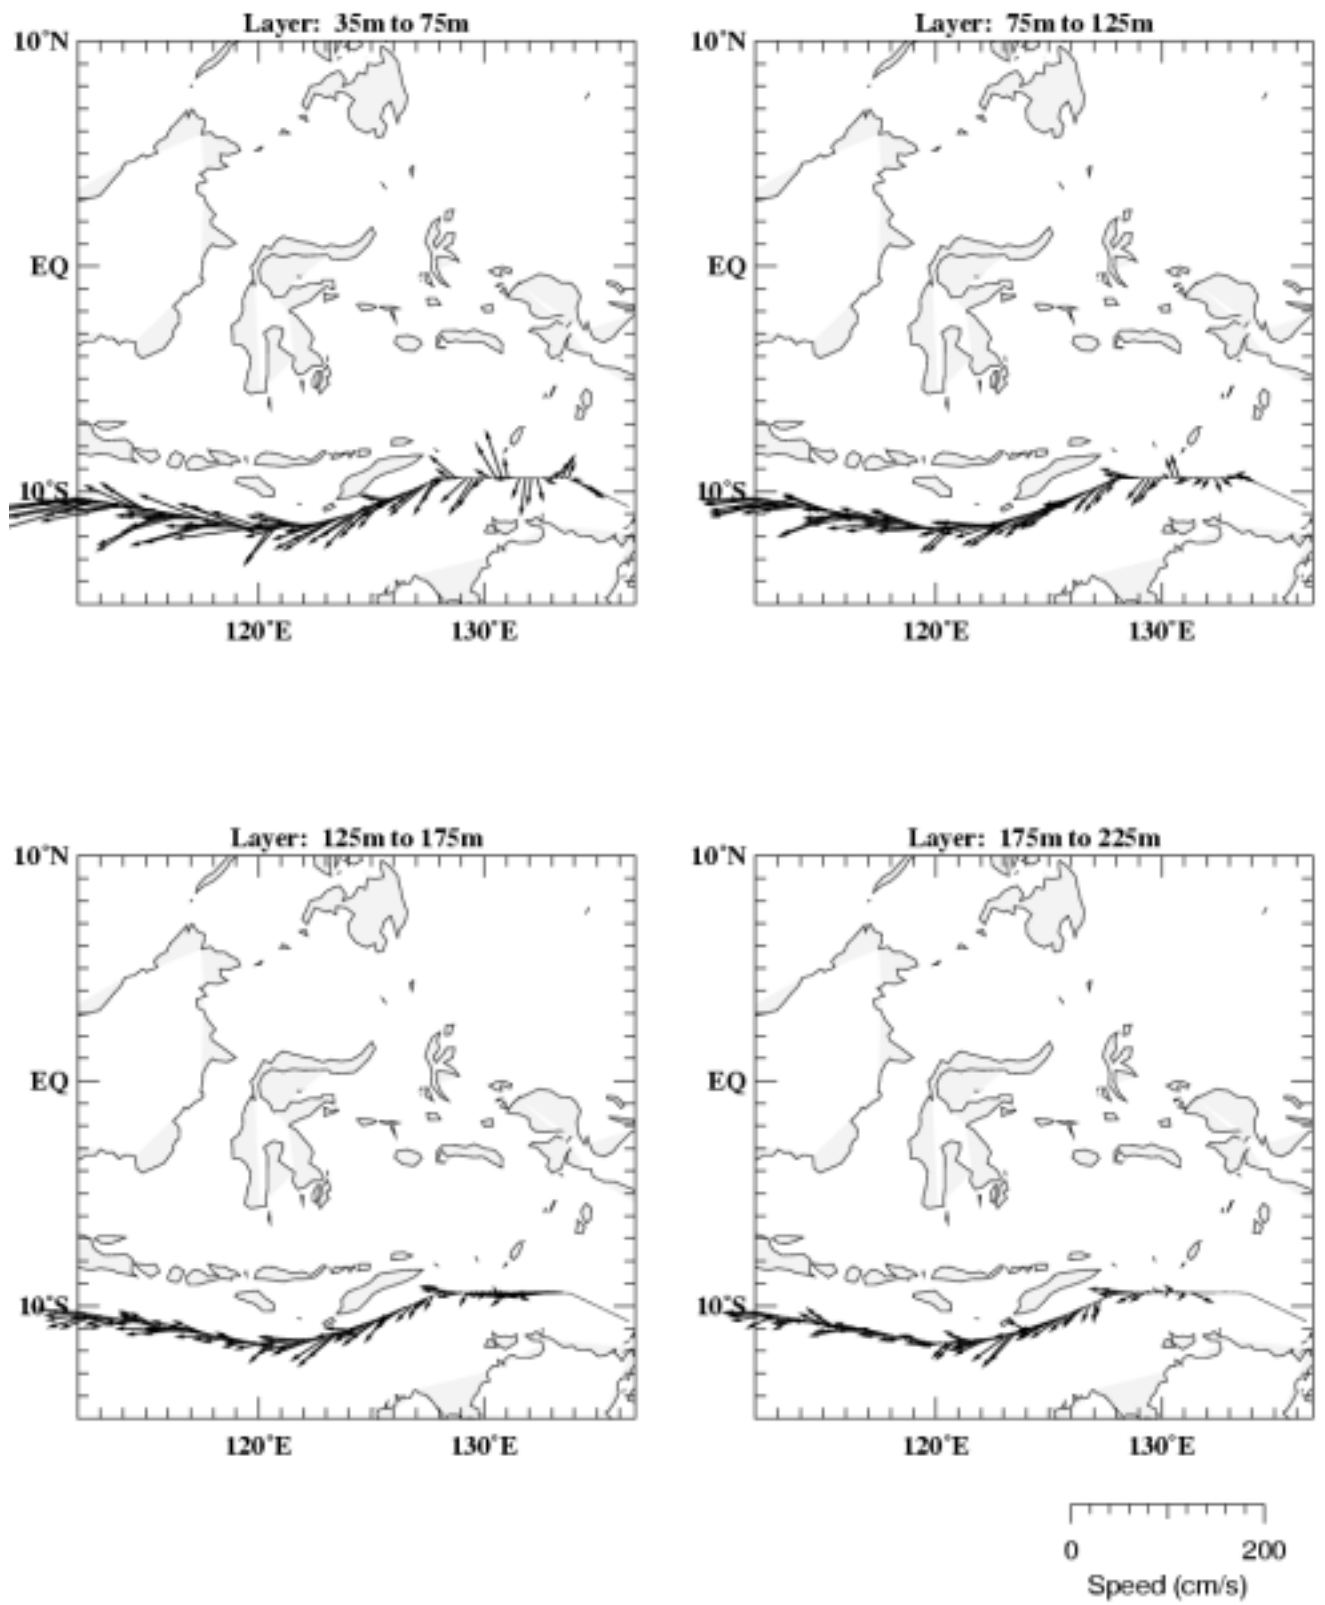 Layer: 35m to 75m
10°N
EQ
10°S
120°E 130°E
Layer: 75m to 125m
10°N
EQ
10°S
120°E 130°E
Layer: 125m to 175m
10°N
EQ
10°S
120°E 130°E
Layer: 175m to 225m
10°N
EQ
10°S
120°E 130°E
0 200
Speed (cm/s)